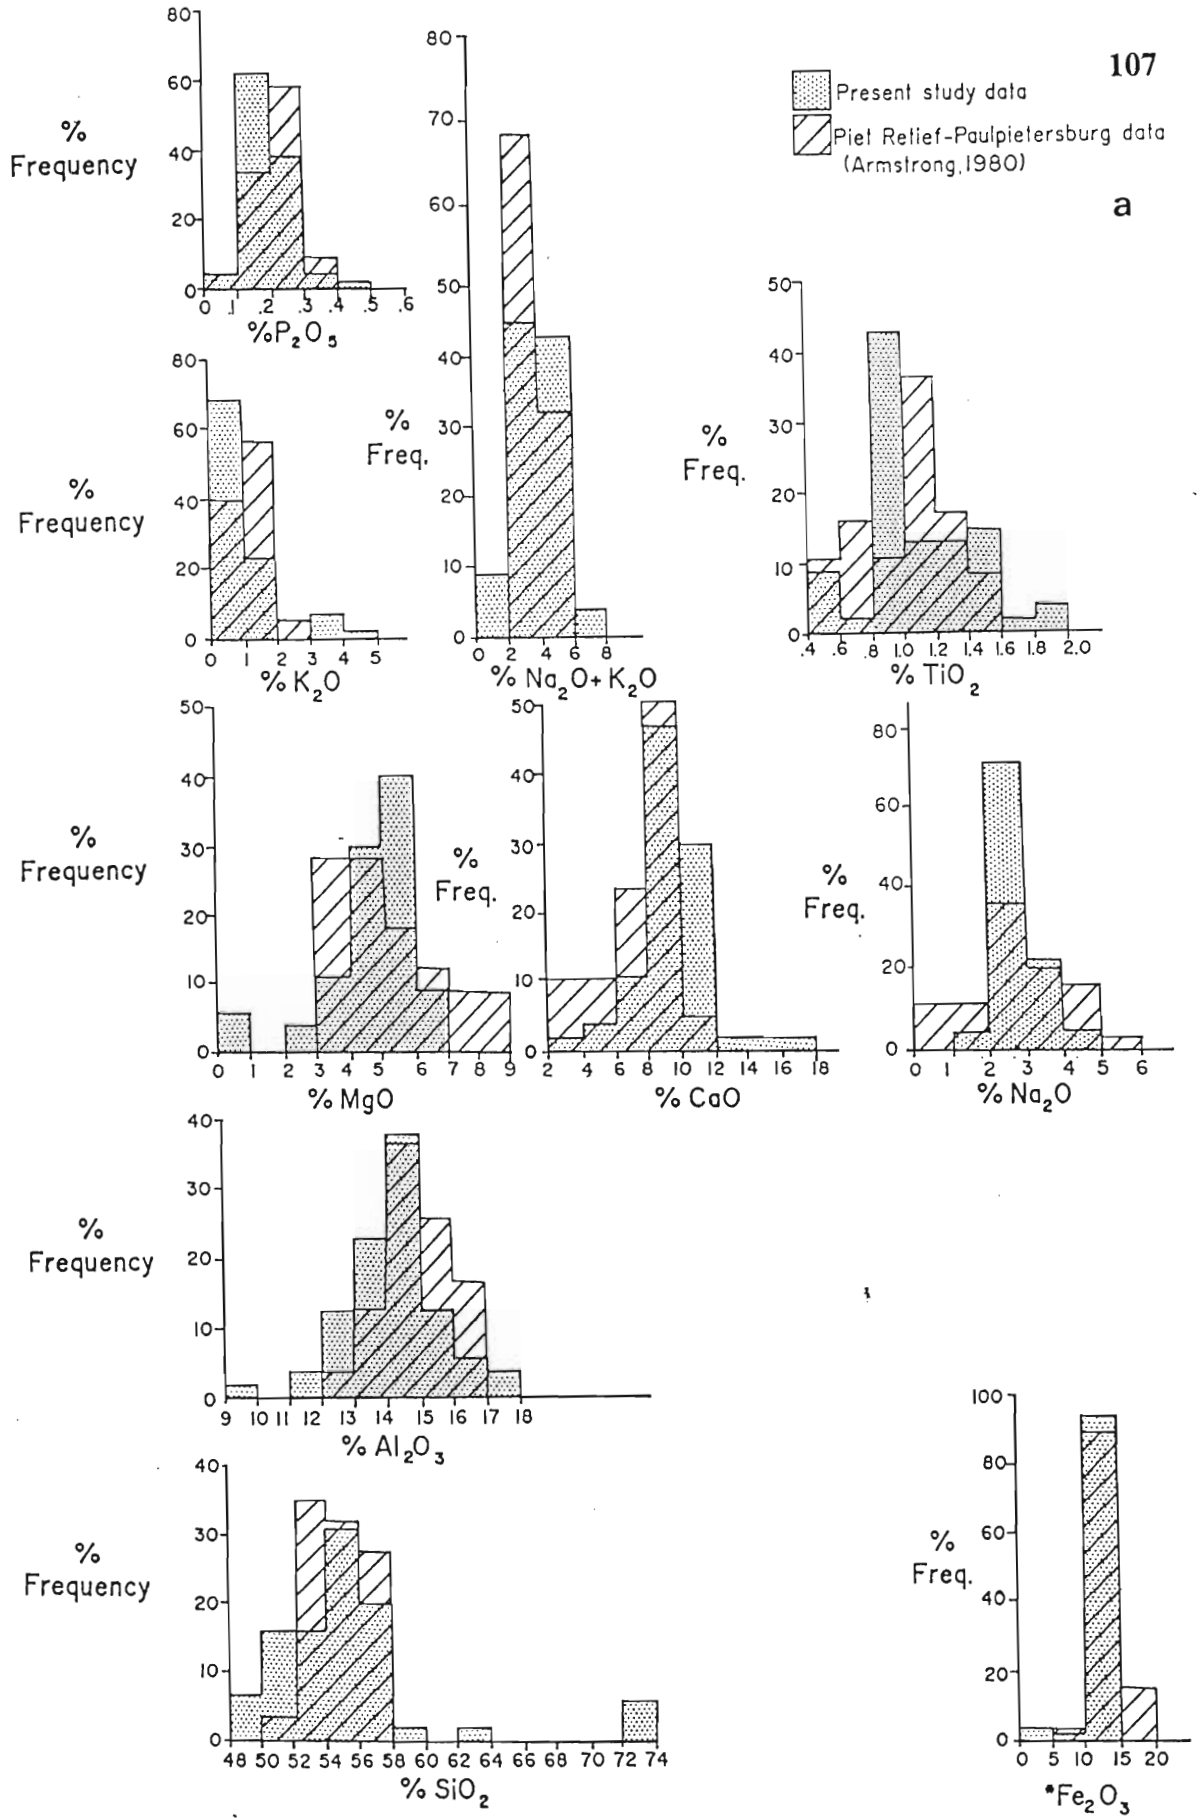 107
Present study data
Piet Retief-Paulpietersburg data
(Armstrong,1980)
a
80
60
40
20
0
%
Frequency
0 .1 .2 .3 .4 .5 .6
%P2O5
80
70
60
50
40
30
20
10
0
%
Freq.
0 2 4 6 8
% Na2O+K2O
50
40
30
20
10
0
%
Freq.
.4 .6 .8 1.0 1.2 1.4 1.6 1.8 2.0
% TiO2
80
60
40
20
0
%
Frequency
0 1 2 3 4 5
% K2O
50
40
30
20
10
0
%
Frequency
0 1 2 3 4 5 6 7 8 9
% MgO
50
40
30
20
10
0
%
Freq.
2 4 6 8 10 12 14 16 18
% CaO
80
60
40
20
0
%
Freq.
0 1 2 3 4 5 6
% Na2O
40
30
20
10
0
%
Frequency
9 10 11 12 13 14 15 16 17 18
% Al2O3
40
30
20
10
0
%
Frequency
48 50 52 54 56 58 60 62 64 66 68 70 72 74
% SiO2
100
80
60
40
20
0
%
Freq.
0 5 10 15 20
*Fe2O3